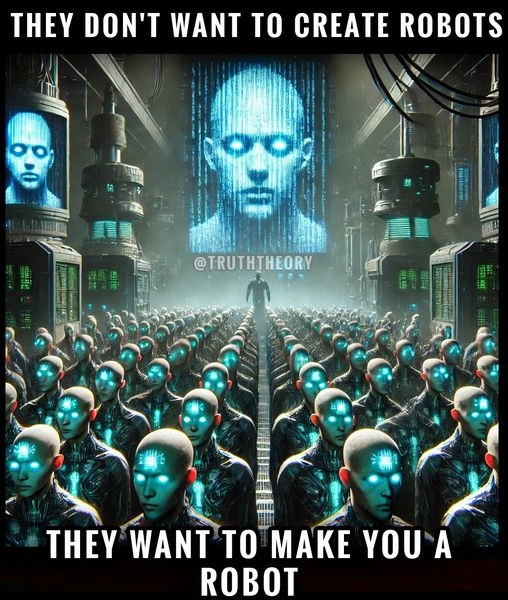 THEY DON'T WANT TO CREATE ROBOTS
@TRUTHTHEORY
THEY WANT TO MAKE YOU A
ROBOT